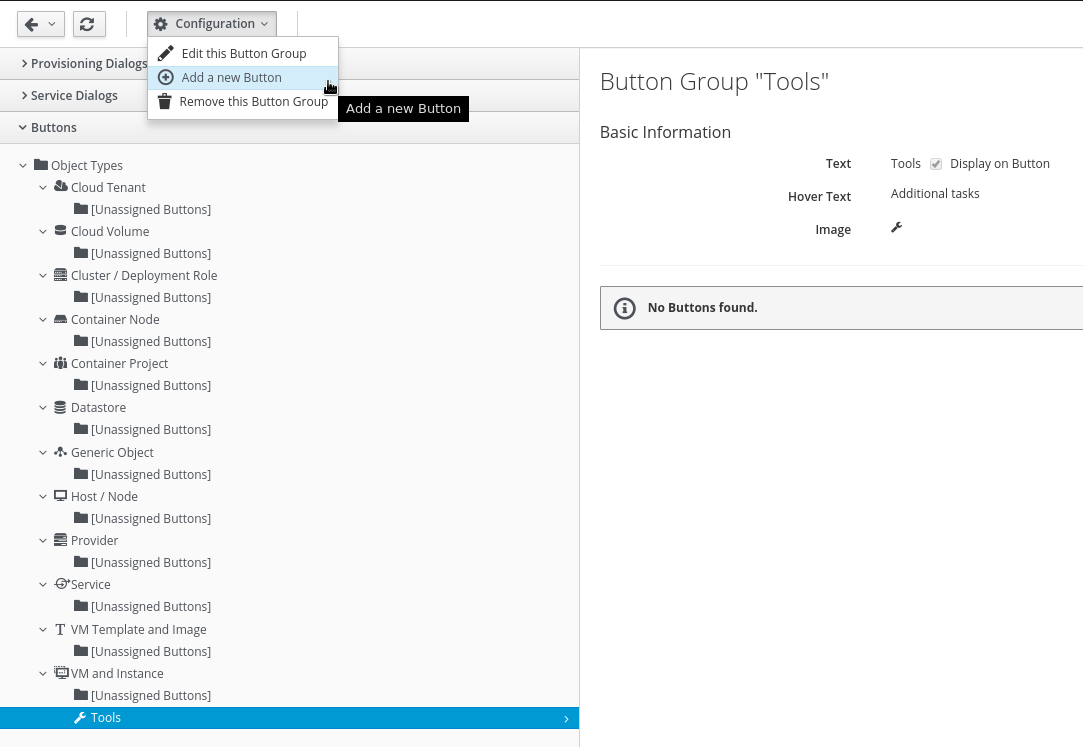 Configuration
Edit this Button Group
Add a new Button
Remove this Button Group
Add a new Button
Provisioning Dialogs
Service Dialogs
Buttons
Object Types
Cloud Tenant
[Unassigned Buttons]
Cloud Volume
[Unassigned Buttons]
Cluster / Deployment Role
[Unassigned Buttons]
Container Node
[Unassigned Buttons]
Container Project
[Unassigned Buttons]
Datastore
[Unassigned Buttons]
Generic Object
[Unassigned Buttons]
Host / Node
[Unassigned Buttons]
Provider
[Unassigned Buttons]
Service
[Unassigned Buttons]
VM Template and Image
[Unassigned Buttons]
VM and Instance
[Unassigned Buttons]
Tools
Button Group "Tools"
Basic Information
Text Tools Display on Button
Hover Text Additional tasks
Image
No Buttons found.